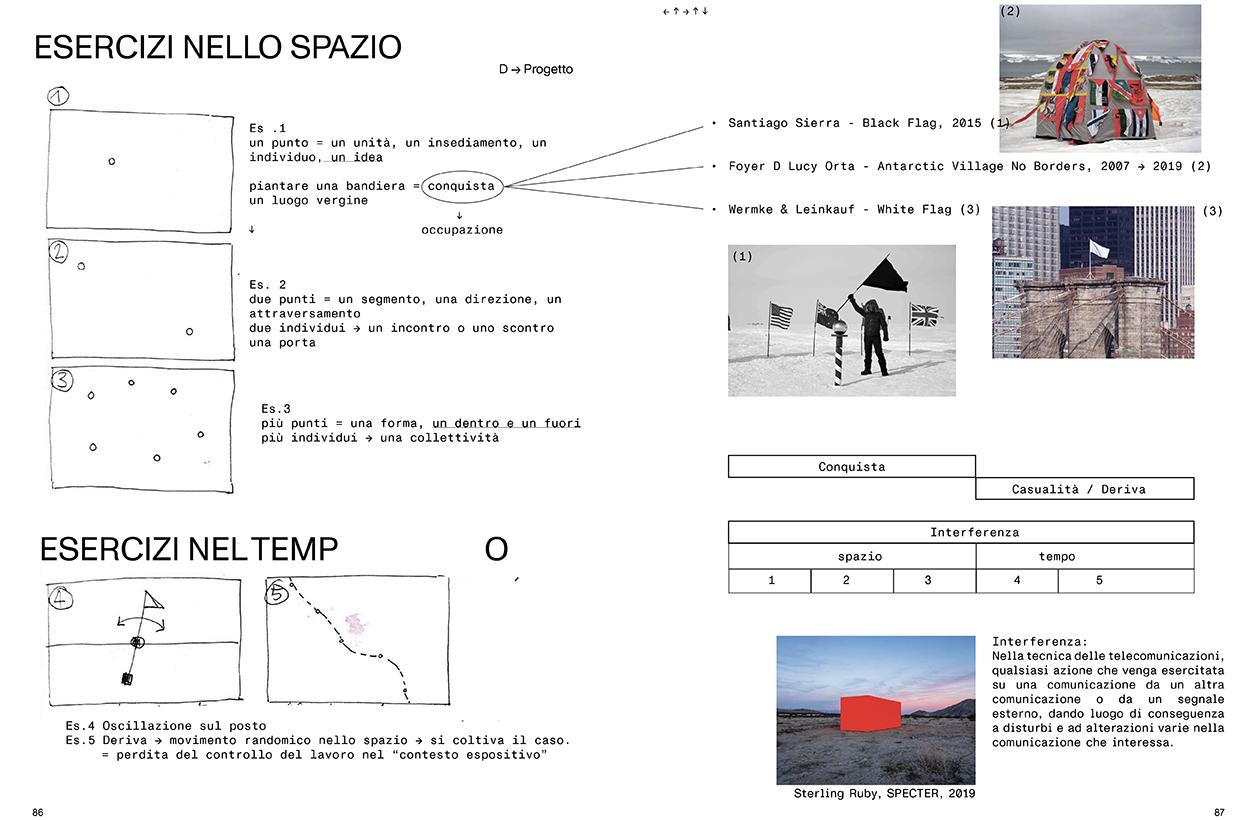 ← ↑ → ↑ ↓
ESERCIZI NELLO SPAZIO
D → Progetto
1
Es .1
un punto = un unità, un insediamento, un
individuo, un idea
piantare una bandiera = conquista
un luogo vergine
↓
↓
occupazione
2
Es. 2
due punti = un segmento, una direzione, un
attraversamento
due individui → un incontro o uno scontro
una porta
3
Es.3
più punti = una forma, un dentro e un fuori
più individui → una collettività
ESERCIZI NEL TEMP O
4
5
Es.4 Oscillazione sul posto
Es.5 Deriva → movimento randomico nello spazio → si coltiva il caso.
= perdita del controllo del lavoro nel “contesto espositivo”
86
(2)
• Santiago Sierra - Black Flag, 2015 (1)
• Foyer D Lucy Orta - Antarctic Village No Borders, 2007 → 2019 (2)
• Wermke & Leinkauf - White Flag (3)
(3)
(1)
Conquista
Casualità / Deriva
Interferenza
spazio tempo
1 2 3 4 5
Interferenza:
Nella tecnica delle telecomunicazioni,
qualsiasi azione che venga esercitata
su una comunicazione da un altra
comunicazione o da un segnale
esterno, dando luogo di conseguenza
a disturbi e ad alterazioni varie nella
comunicazione che interessa.
Sterling Ruby, SPECTER, 2019
87